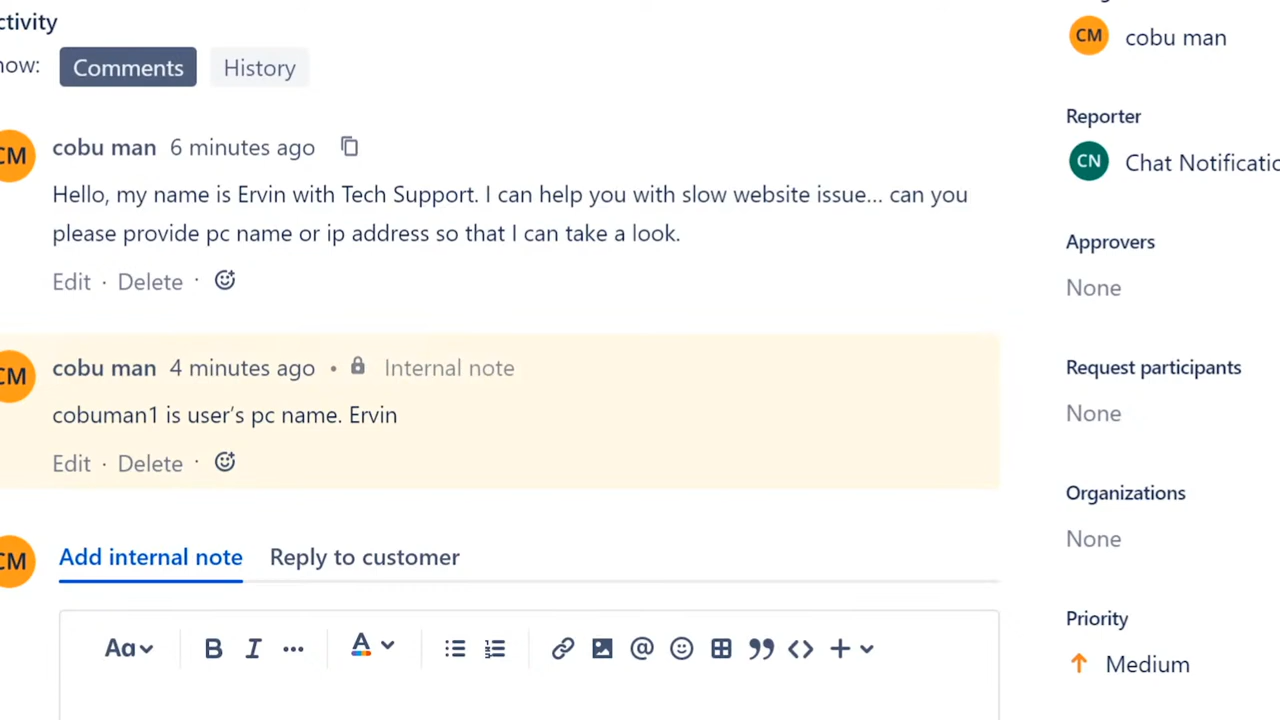 ctivity
now:
Comments
History
CM
cobu man 6 minutes ago
Hello, my name is Ervin with Tech Support. I can help you with slow website issue... can you
please provide pc name or ip address so that I can take a look.
Edit · Delete ·
CM
cobu man 4 minutes ago • Internal note
cobuman1 is user's pc name. Ervin
Edit · Delete ·
CM
Add internal note
Reply to customer
Aa
B I ... A
CM
cobu man
Reporter
CN
Chat Notificatio
Approvers
None
Request participants
None
Organizations
None
Priority
Medium